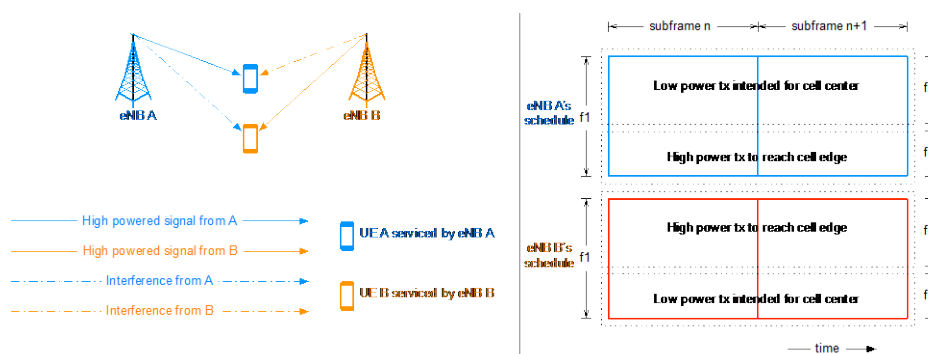 eNB A
eNB B
High powered signal from A
High powered signal from B
Interference from A
Interference from B
UE A serviced by eNB A
UE B serviced by eNB B
subframe n
subframe n+1
eNB A's
schedule
f1
Low power tx intended for cell center
High power tx to reach cell edge
f
f
eNB B's
schedule
f1
High power tx to reach cell edge
Low power tx intended for cell center
f
f
time